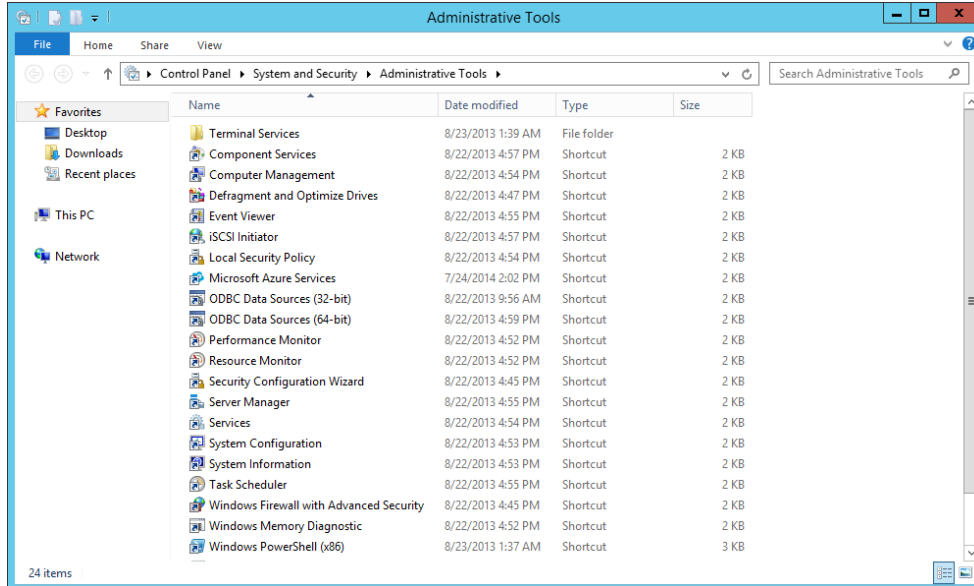 Administrative Tools
File Home Share View
Control Panel System and Security Administrative Tools
Search Administrative Tools
Favorites
Desktop
Downloads
Recent places
This PC
Network
Name Date modified Type Size
Terminal Services 8/23/2013 1:39 AM File folder
Component Services 8/22/2013 4:57 PM Shortcut 2 KB
Computer Management 8/22/2013 4:54 PM Shortcut 2 KB
Defragment and Optimize Drives 8/22/2013 4:47 PM Shortcut 2 KB
Event Viewer 8/22/2013 4:55 PM Shortcut 2 KB
iSCSI Initiator 8/22/2013 4:57 PM Shortcut 2 KB
Local Security Policy 8/22/2013 4:54 PM Shortcut 2 KB
Microsoft Azure Services 7/24/2014 2:02 PM Shortcut 2 KB
ODBC Data Sources (32-bit) 8/22/2013 9:56 AM Shortcut 2 KB
ODBC Data Sources (64-bit) 8/22/2013 4:59 PM Shortcut 2 KB
Performance Monitor 8/22/2013 4:52 PM Shortcut 2 KB
Resource Monitor 8/22/2013 4:52 PM Shortcut 2 KB
Security Configuration Wizard 8/22/2013 4:45 PM Shortcut 2 KB
Server Manager 8/22/2013 4:55 PM Shortcut 2 KB
Services 8/22/2013 4:54 PM Shortcut 2 KB
System Configuration 8/22/2013 4:53 PM Shortcut 2 KB
System Information 8/22/2013 4:53 PM Shortcut 2 KB
Task Scheduler 8/22/2013 4:55 PM Shortcut 2 KB
Windows Firewall with Advanced Security 8/22/2013 4:45 PM Shortcut 2 KB
Windows Memory Diagnostic 8/22/2013 4:52 PM Shortcut 2 KB
Windows PowerShell (x86) 8/23/2013 1:37 AM Shortcut 3 KB
24 items